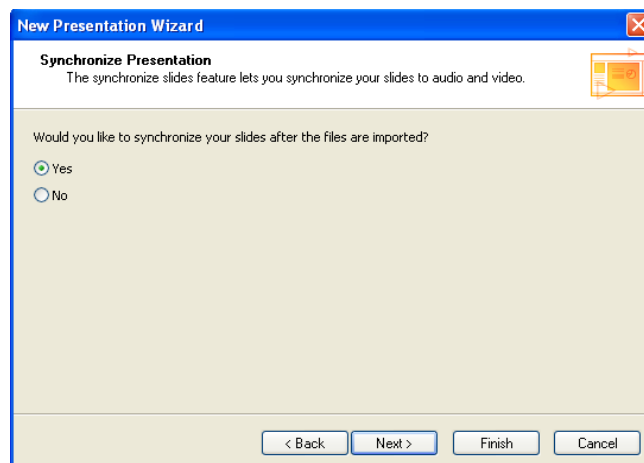 New Presentation Wizard
Synchronize Presentation
The synchronize slides feature lets you synchronize your slides to audio and video.
Would you like to synchronize your slides after the files are imported?
Yes
No
< Back Next > Finish Cancel